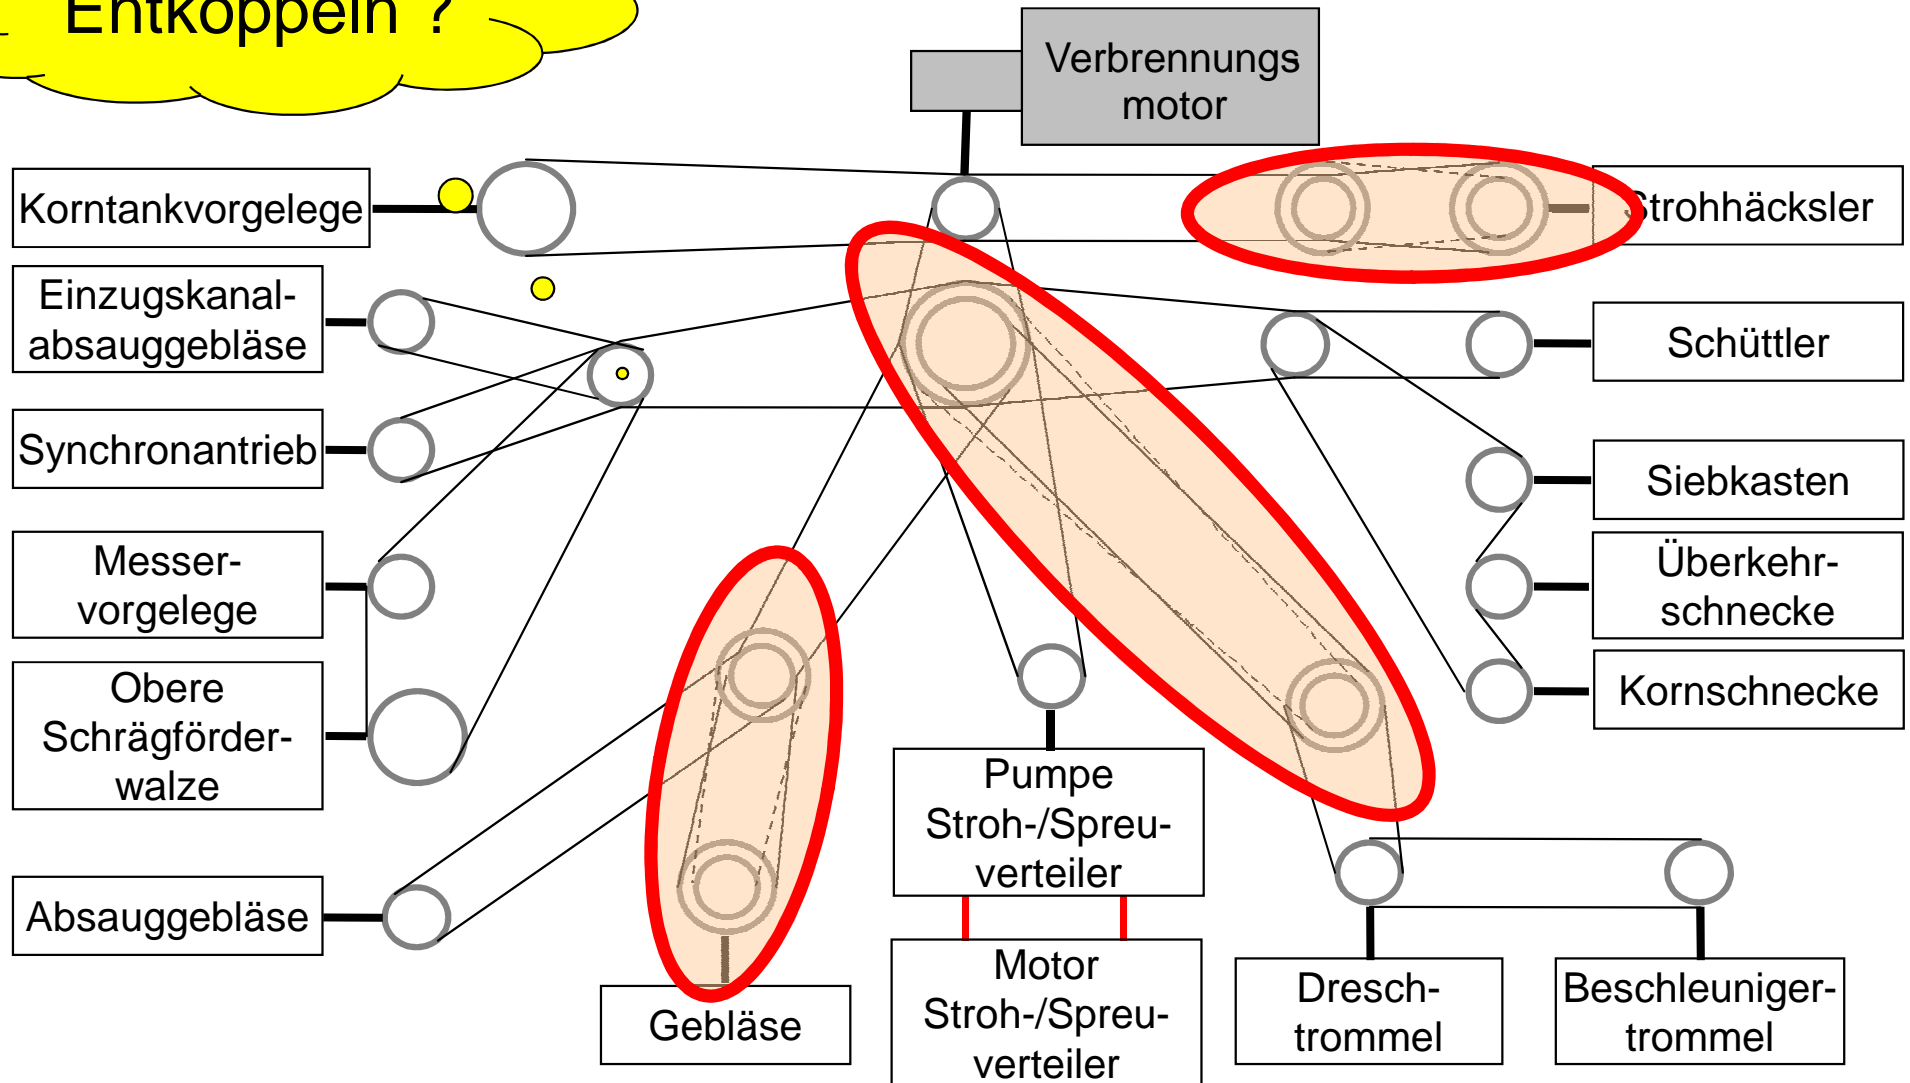 Entkoppeln ?
Verbrennungs
motor
Korntankvorgelege
Strohhäcksler
Einzugskanal-
absauggebläse
Schüttler
Synchronantrieb
Siebkasten
Messer-
vorgelege
Überkehr-
schnecke
Obere
Schrägförder-
walze
Kornschnecke
Pumpe
Stroh-/Spreu-
verteiler
Absauggebläse
Gebläse
Motor
Stroh-/Spreu-
verteiler
Dresch-
trommel
Beschleuniger-
trommel